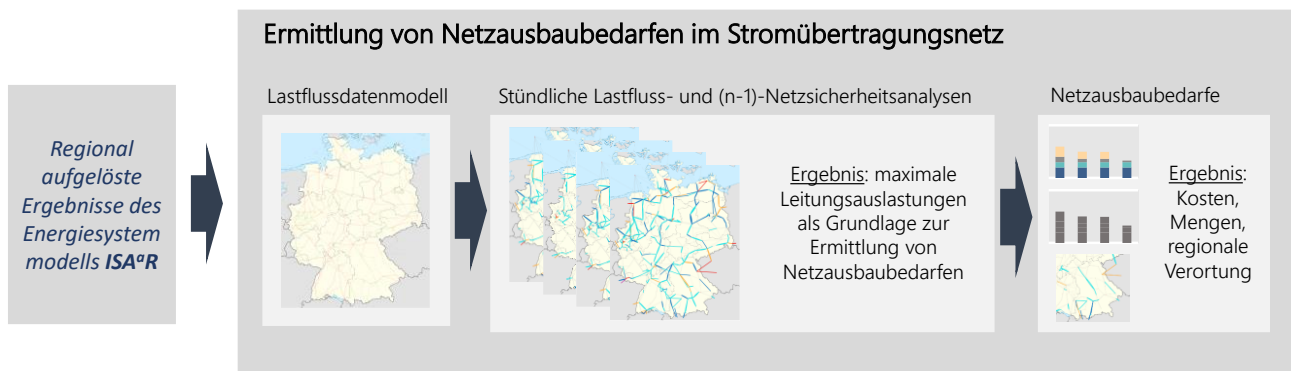 Ermittlung von Netzausbaubedarfen im Stromübertragungsnetz
Regional
aufgelöste
Ergebnisse des
Energiesystem
modells ISAaR
Lastflussdatenmodell
Stündliche Lastfluss- und (n-1)-Netzsicherheitsanalysen
Ergebnis: maximale
Leitungsauslastungen
als Grundlage zur
Ermittlung von
Netzausbaubedarfen
Netzausbaubedarfe
Ergebnis:
Kosten,
Mengen,
regionale
Verortung